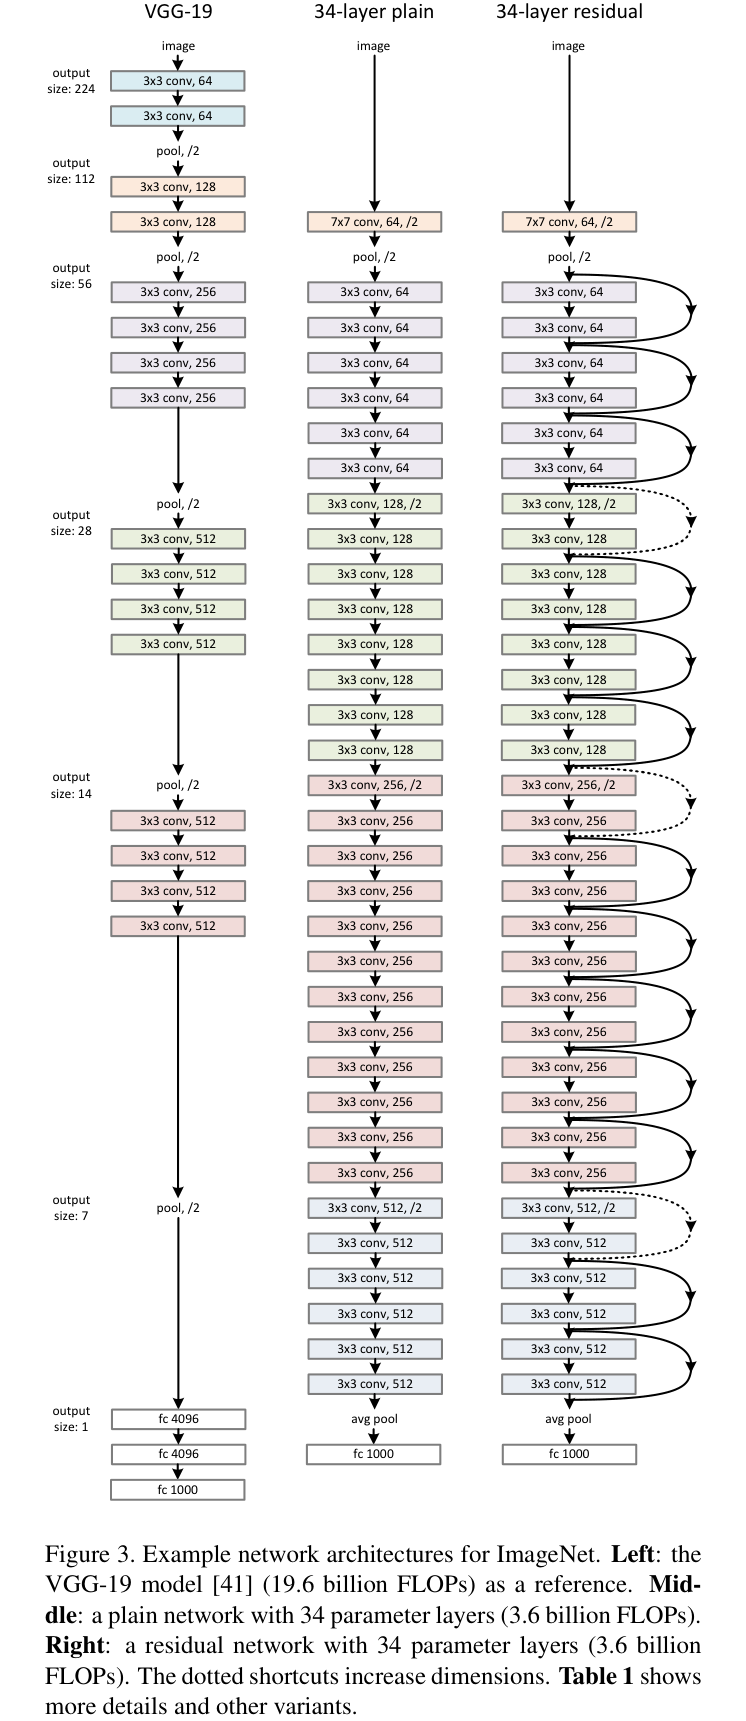 VGG-19
image
output
size: 224
3x3 conv, 64
3x3 conv, 64
pool, /2
output
size: 112
3x3 conv, 128
3x3 conv, 128
pool, /2
output
size: 56
3x3 conv, 256
3x3 conv, 256
3x3 conv, 256
3x3 conv, 256
pool, /2
output
size: 28
3x3 conv, 512
3x3 conv, 512
3x3 conv, 512
3x3 conv, 512
pool, /2
output
size: 14
3x3 conv, 512
3x3 conv, 512
3x3 conv, 512
3x3 conv, 512
output
size: 7
pool, /2
output
size: 1
fc 4096
fc 4096
fc 1000
34-layer plain
image
7x7 conv, 64, /2
pool, /2
3x3 conv, 64
3x3 conv, 64
3x3 conv, 64
3x3 conv, 64
3x3 conv, 64
3x3 conv, 64
3x3 conv, 128, /2
3x3 conv, 128
3x3 conv, 128
3x3 conv, 128
3x3 conv, 128
3x3 conv, 128
3x3 conv, 128
3x3 conv, 128
3x3 conv, 256, /2
3x3 conv, 256
3x3 conv, 256
3x3 conv, 256
3x3 conv, 256
3x3 conv, 256
3x3 conv, 256
3x3 conv, 256
3x3 conv, 256
3x3 conv, 256
3x3 conv, 256
3x3 conv, 256
3x3 conv, 512, /2
3x3 conv, 512
3x3 conv, 512
3x3 conv, 512
3x3 conv, 512
3x3 conv, 512
avg pool
fc 1000
34-layer residual
image
7x7 conv, 64, /2
pool, /2
3x3 conv, 64
3x3 conv, 64
3x3 conv, 64
3x3 conv, 64
3x3 conv, 64
3x3 conv, 64
3x3 conv, 128, /2
3x3 conv, 128
3x3 conv, 128
3x3 conv, 128
3x3 conv, 128
3x3 conv, 128
3x3 conv, 128
3x3 conv, 128
3x3 conv, 256, /2
3x3 conv, 256
3x3 conv, 256
3x3 conv, 256
3x3 conv, 256
3x3 conv, 256
3x3 conv, 256
3x3 conv, 256
3x3 conv, 256
3x3 conv, 256
3x3 conv, 256
3x3 conv, 256
3x3 conv, 512, /2
3x3 conv, 512
3x3 conv, 512
3x3 conv, 512
3x3 conv, 512
3x3 conv, 512
avg pool
fc 1000
Figure 3. Example network architectures for ImageNet. Left: the
VGG-19 model [41] (19.6 billion FLOPs) as a reference. Mid-
dle: a plain network with 34 parameter layers (3.6 billion FLOPs).
Right: a residual network with 34 parameter layers (3.6 billion
FLOPs). The dotted shortcuts increase dimensions. Table 1 shows
more details and other variants.